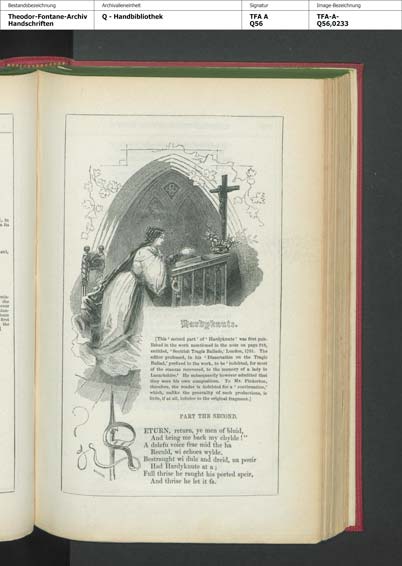 Bestandsbezeichnung
Archivalieneinheit
Signatur
Image-Bezeichnung
Theodor-Fontane-Archiv
Handschriften
Q - Handbibliothek
TFA A
Q56
TFA-A-
Q56,0233
Hardyknute.
[This 'second part' of 'Hardyknute' was first pub-
lished in the work mentioned in the note on page
entitled, 'Scottish Tragic Ballads,' London, 1781. The
editor professed, in his 'Dissertation on the Tragic
Ballad,' prefixed to the work, to be 'indebted, for most
of the stanzas recovered, to the memory of a lady in
Lanarkshire.' He subsequently however admitted that
they were his own composition. To Mr. Pinkerton,
therefore, the reader is indebted for a 'continuation,'
which, unlike the generality of such productions, is
little, if at all, inferior to the original fragment.]
PART THE SECOND.
RETURN, return, ye men of bluid,
And bring me back my chylde!"
A dolefu voice frae mid the ha
Reculd, wi echoes wylde.
Bestraught wi dule and dreid, na pouir
Had Hardyknute at a;
Full thrise he raught his ported speir,
And thrise he let it fa.